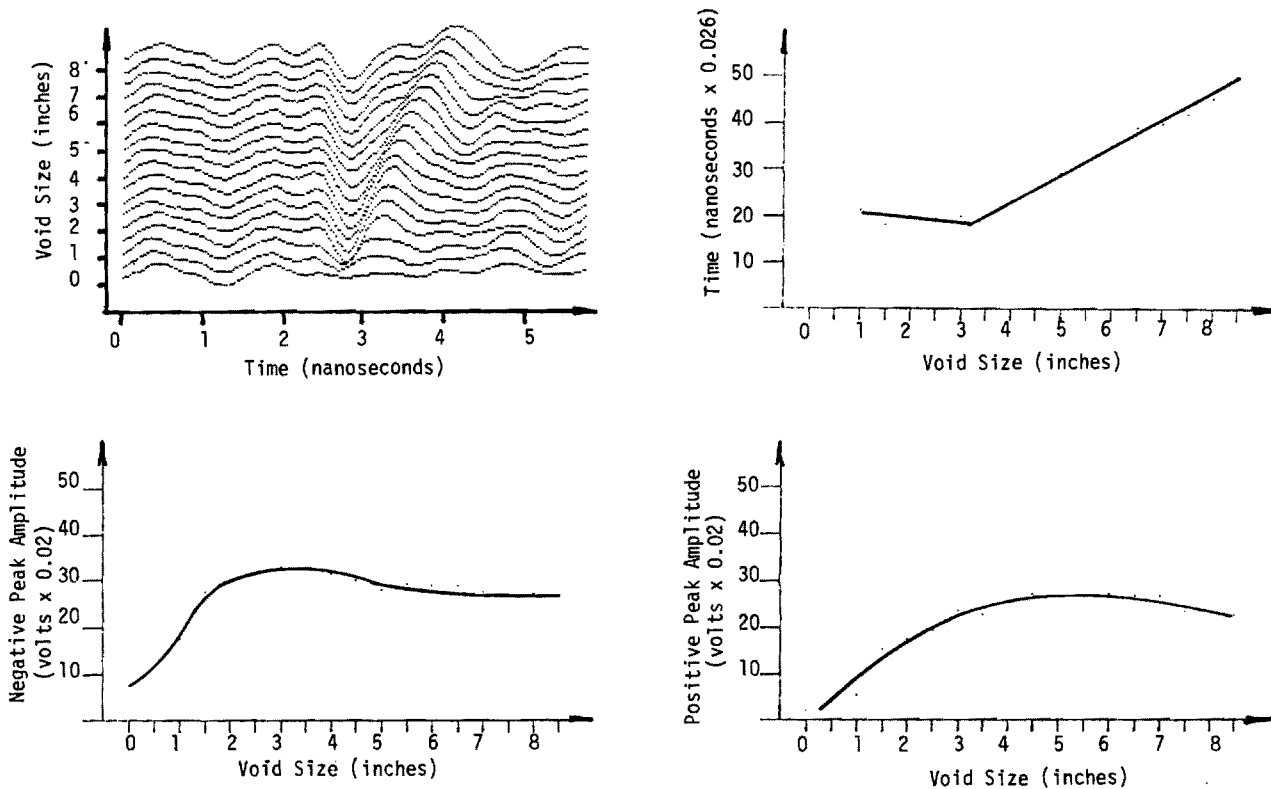 Void Size (inches)
8
7
6
5
4
3
2
1
0
0 1 2 3 4 5
Time (nanoseconds)
Time (nanoseconds x 0.026)
50
40
30
20
10
0 1 2 3 4 5 6 7 8
Void Size (inches)
Negative Peak Amplitude
(volts x 0.02)
50
40
30
20
10
0 1 2 3 4 5 6 7 8
Void Size (inches)
Positive Peak Amplitude
(volts x 0.02)
50
40
30
20
10
0 1 2 3 4 5 6 7 8
Void Size (inches)